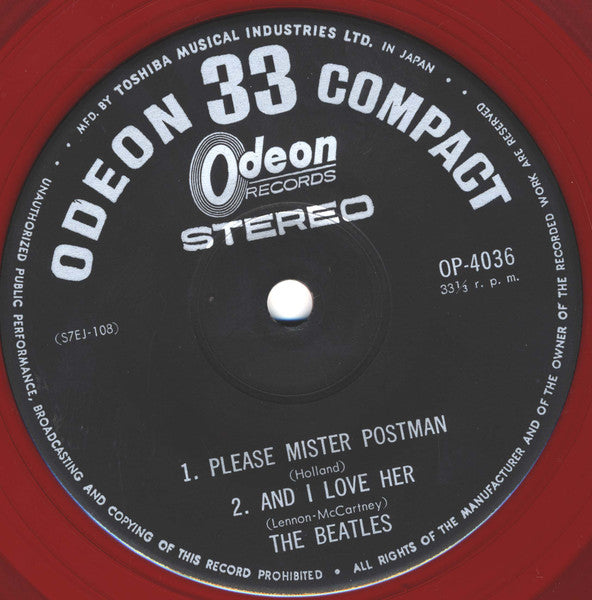 MFD. BY TOSHIBA MUSICAL INDUSTRIES LTD. IN JAPAN •
ODEON 33 COMPACT
Odeon
RECORDS
STEREO
OP-4036
33⅓ r. p. m.
(S7EJ-108)
1. PLEASE MISTER POSTMAN
(Holland)
2. AND I LOVE HER
(Lennon-McCartney)
THE BEATLES
• UNAUTHORIZED PUBLIC PERFORMANCE, BROADCASTING AND COPYING OF THIS RECORD PROHIBITED • ALL RIGHTS OF THE MANUFACTURER AND OF THE OWNER OF THE RECORDED WORK ARE RESERVED •